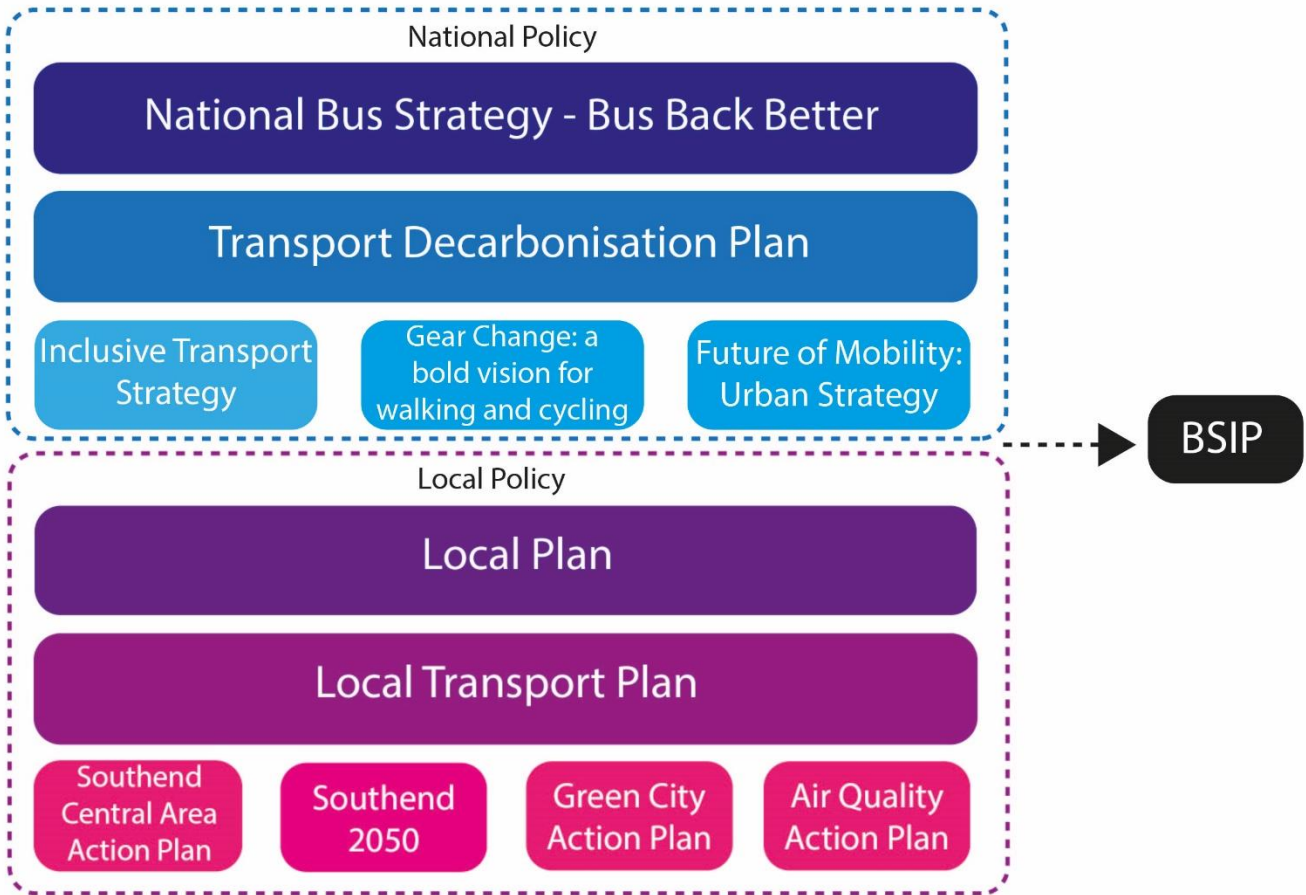 National Policy
National Bus Strategy - Bus Back Better
Transport Decarbonisation Plan
Inclusive Transport
Strategy
Gear Change: a
bold vision for
walking and cycling
Future of Mobility:
Urban Strategy
BSIP
Local Policy
Local Plan
Local Transport Plan
Southend
Central Area
Action Plan
Southend
2050
Green City
Action Plan
Air Quality
Action Plan